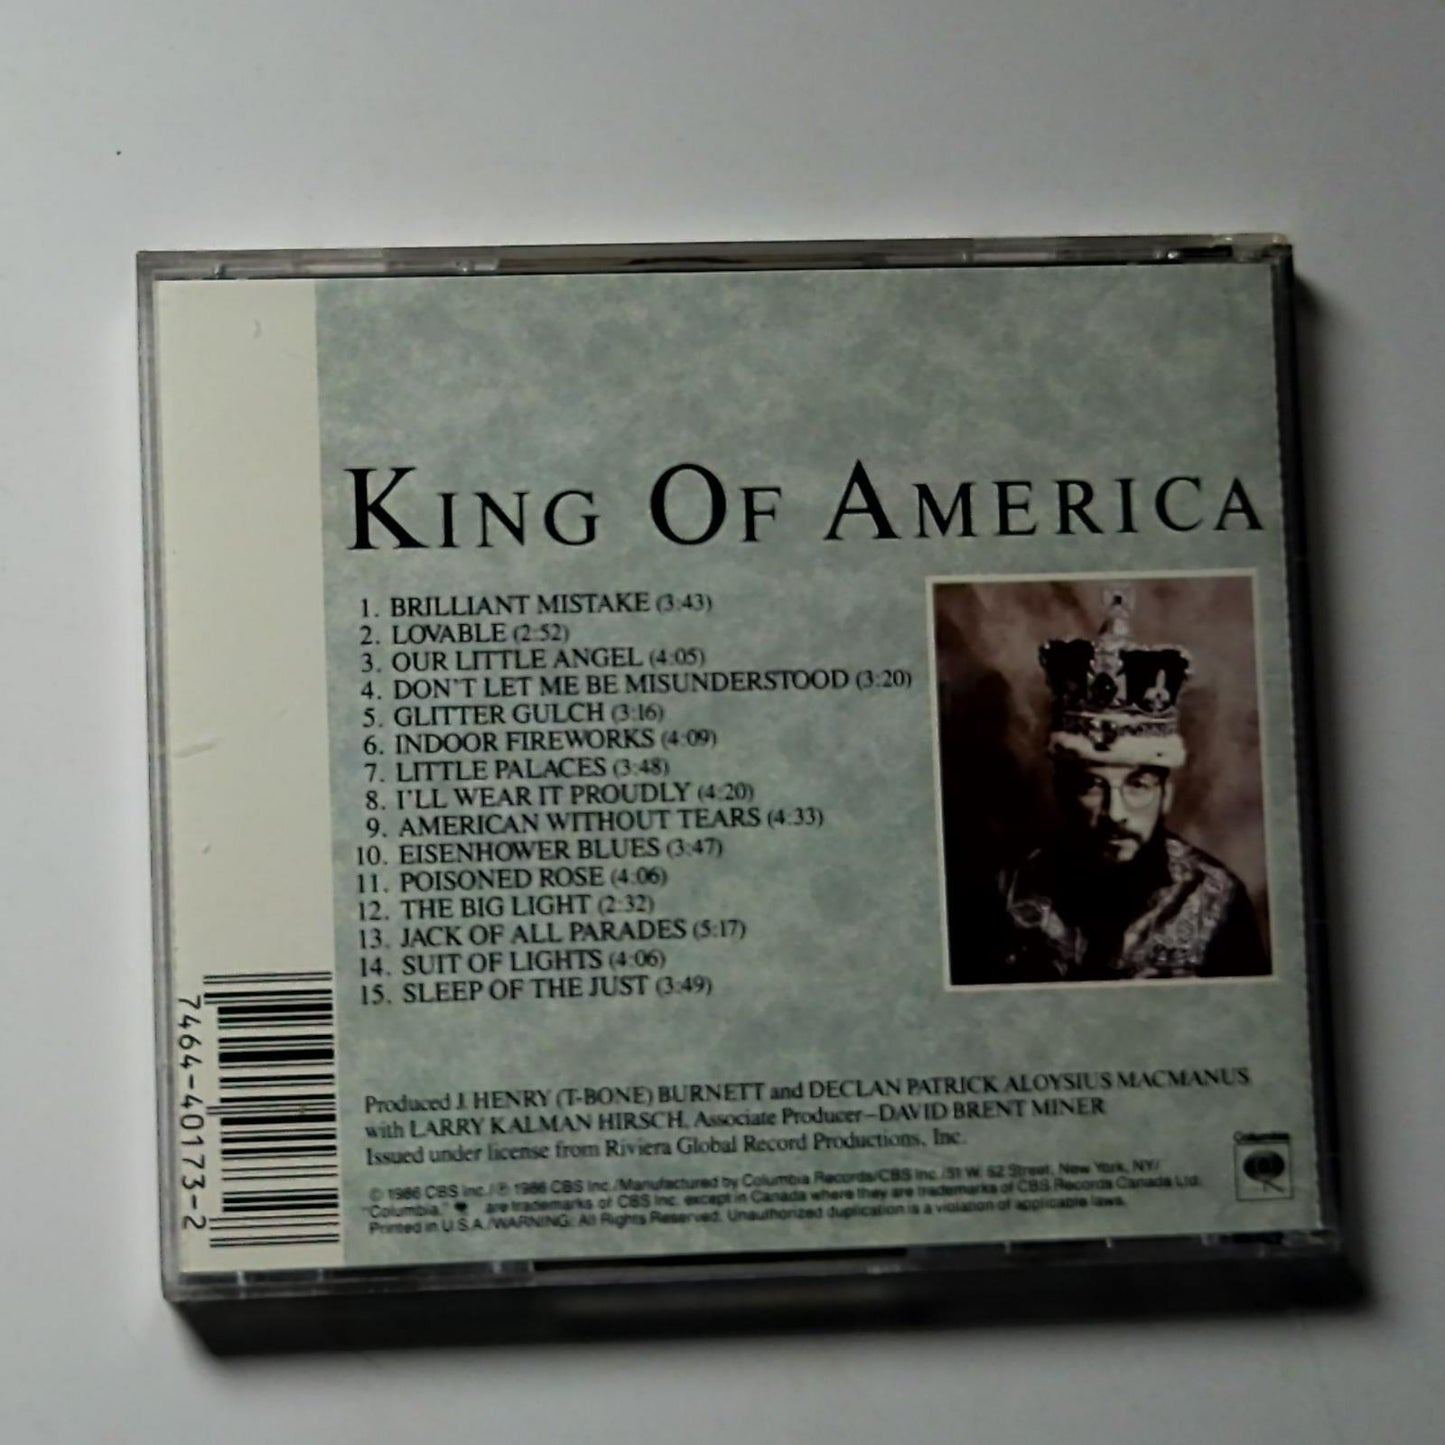 KING OF AMERICA
1. BRILLIANT MISTAKE (3:43)
2. LOVABLE (2:52)
3. OUR LITTLE ANGEL (4:05)
4. DON'T LET ME BE MISUNDERSTOOD (3:20)
5. GLITTER GULCH (3:16)
6. INDOOR FIREWORKS (4:09)
7. LITTLE PALACES (3:48)
8. I'LL WEAR IT PROUDLY (4:20)
9. AMERICAN WITHOUT TEARS (4:33)
10. EISENHOWER BLUES (3:47)
11. POISONED ROSE (4:06)
12. THE BIG LIGHT (2:32)
13. JACK OF ALL PARADES (5:17)
14. SUIT OF LIGHTS (4:06)
15. SLEEP OF THE JUST (3:49)
7464-40173-2
Produced J. HENRY (T-BONE) BURNETT and DECLAN PATRICK ALOYSIUS MACMANUS
with LARRY KALMAN HIRSCH, Associate Producer–DAVID BRENT MINER
Issued under license from Riviera Global Record Productions, Inc.
Columbia
© 1986 CBS Inc./℗ 1986 CBS Inc./Manufactured by Columbia Records/CBS Inc./51 W. 52 Street, New York, NY/
"Columbia," are trademarks of CBS Inc. except in Canada where they are trademarks of CBS Records Canada Ltd.
Printed in U.S.A./WARNING: All Rights Reserved. Unauthorized duplication is a violation of applicable laws.